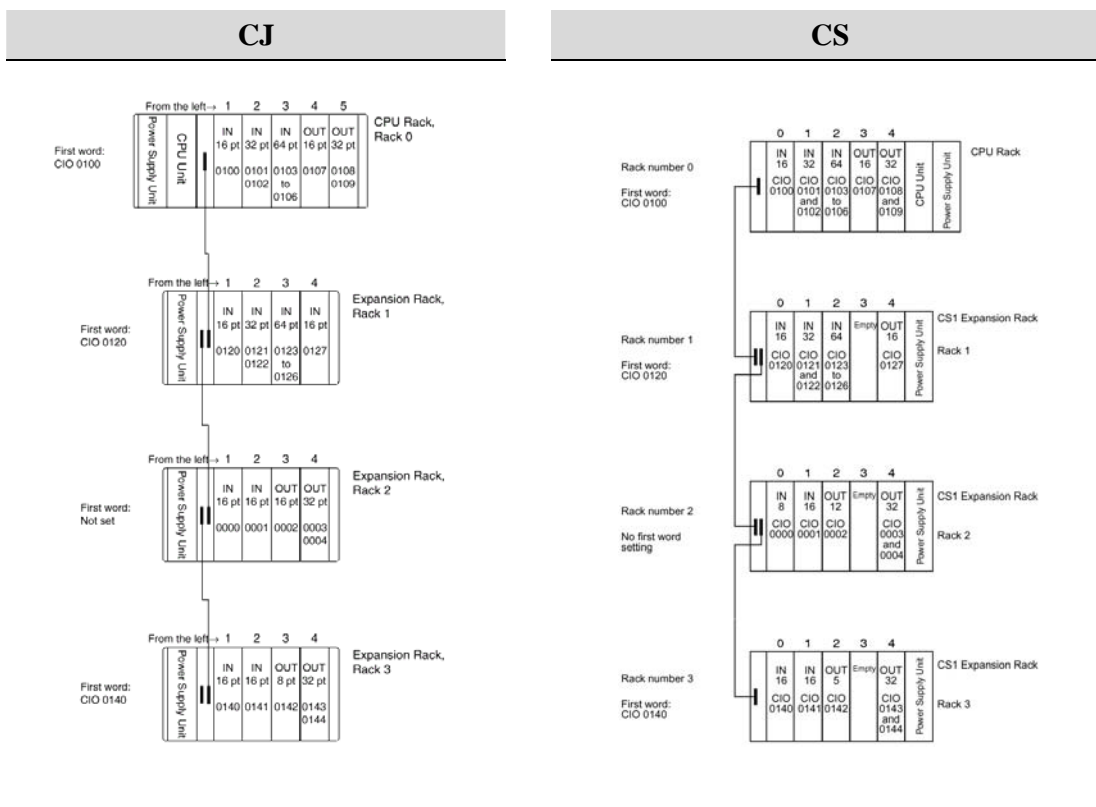 CJ
From the left→ 1 2 3 4 5
Power Supply Unit
CPU Unit
IN IN IN OUT OUT
16 pt 32 pt 64 pt 16 pt 32 pt
0100 0101 0103 0107 0108
0102 to 0109
0106
CPU Rack,
Rack 0
First word:
CIO 0100
From the left→ 1 2 3 4
Power Supply Unit
IN IN IN IN
16 pt 32 pt 64 pt 16 pt
0120 0121 0123 0127
0122 to
0126
Expansion Rack,
Rack 1
First word:
CIO 0120
From the left→ 1 2 3 4
Power Supply Unit
IN IN OUT OUT
16 pt 16 pt 16 pt 32 pt
0000 0001 0002 0003
0004
Expansion Rack,
Rack 2
First word:
Not set
From the left→ 1 2 3 4
Power Supply Unit
IN IN OUT OUT
16 pt 16 pt 8 pt 32 pt
0140 0141 0142 0143
0144
Expansion Rack,
Rack 3
First word:
CIO 0140
CS
Rack number 0
First word:
CIO 0100
0 1 2 3 4
IN IN IN OUT OUT
16 32 64 16 32
CIO CIO CIO CIO CIO
0100 0101 0103 0107 0108
and to and
0102 0106 0109
CPU Unit
Power Supply Unit
CPU Rack
Rack number 1
First word:
CIO 0120
0 1 2 3 4
IN IN IN Empty OUT
16 32 64 16
CIO CIO CIO CIO
0120 0121 0123 0127
and to
0122 0126
Power Supply Unit
CS1 Expansion Rack
Rack 1
Rack number 2
No first word
setting
0 1 2 3 4
IN IN OUT Empty OUT
8 16 12 32
CIO CIO CIO CIO
0000 0001 0002 0003
and
0004
Power Supply Unit
CS1 Expansion Rack
Rack 2
Rack number 3
First word:
CIO 0140
0 1 2 3 4
IN IN OUT Empty OUT
16 16 5 32
CIO CIO CIO CIO
0140 0141 0142 0143
and
0144
Power Supply Unit
CS1 Expansion Rack
Rack 3